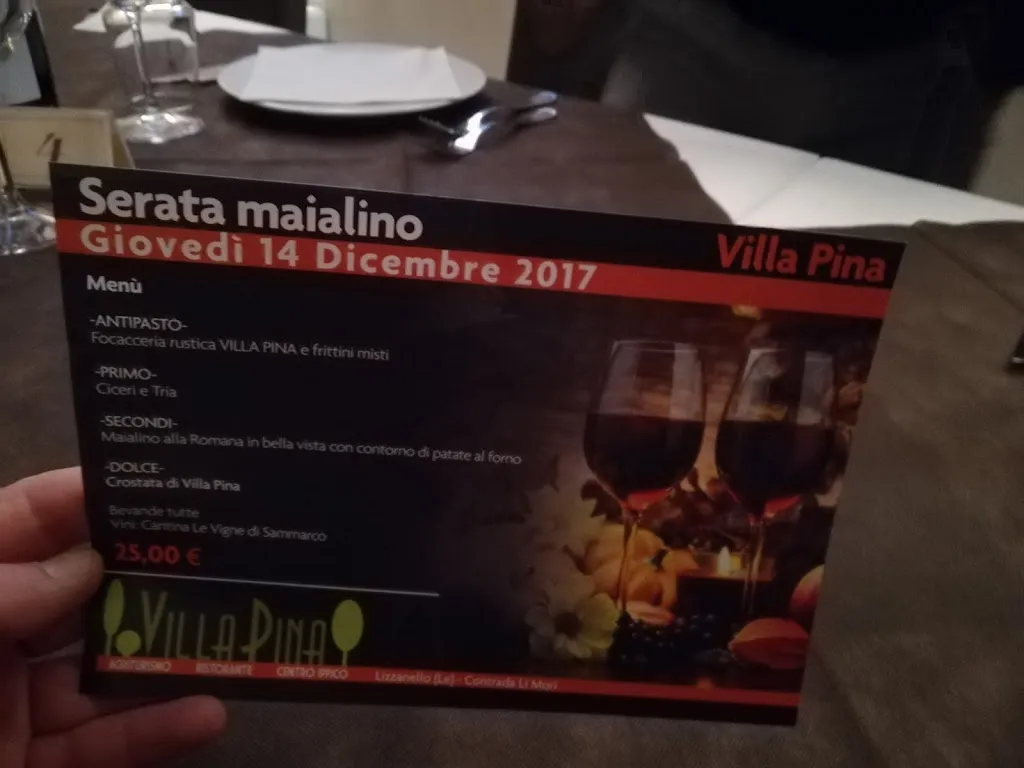 Serata maialino
Giovedì 14 Dicembre 2017
Villa Pina
Menù
-ANTIPASTO-
Focacceria rustica VILLA PINA e frittini misti
-PRIMO-
Ciceri e Tria
-SECONDI-
Maialino alla Romana in bella vista con contorno di patate al forno
-DOLCE-
Crostata di Villa Pina
Bevande tutte
Vini: Cantina Le Vigne di Sammarco
25,00 €
VILLA PINA
AGRITURISMO RISTORANTE CENTRO IPPICO Lizzanello (Le) - Contrada Li Mori